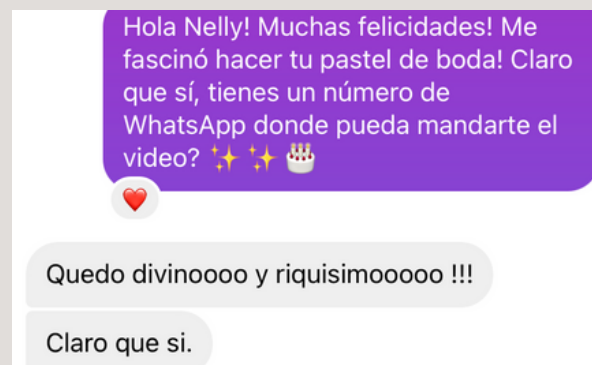 Hola Nelly! Muchas felicidades! Me
fascinó hacer tu pastel de boda! Claro
que sí, tienes un número de
WhatsApp donde pueda mandarte el
video? ✨ ✨ 🎂
❤️
Quedo divinoooo y riquisimooooo !!!
Claro que si.